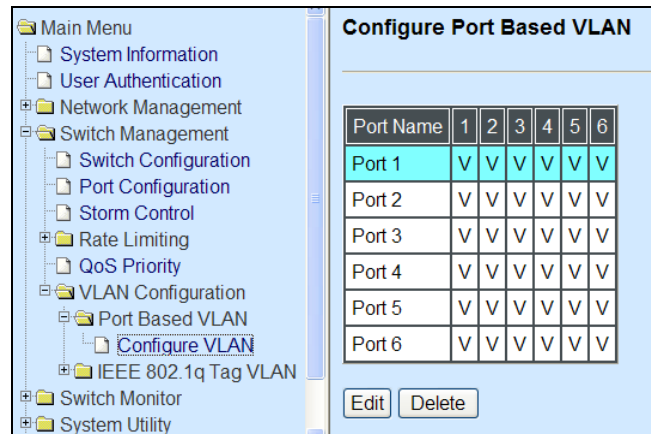 Main Menu
System Information
User Authentication
Network Management
Switch Management
Switch Configuration
Port Configuration
Storm Control
Rate Limiting
QoS Priority
VLAN Configuration
Port Based VLAN
Configure VLAN
IEEE 802.1q Tag VLAN
Switch Monitor
System Utility
Configure Port Based VLAN
Port Name 1 2 3 4 5 6
Port 1 V V V V V V
Port 2 V V V V V V
Port 3 V V V V V V
Port 4 V V V V V V
Port 5 V V V V V V
Port 6 V V V V V V
Edit Delete